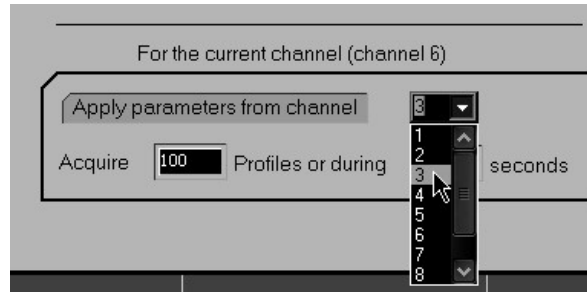 For the current channel (channel 6)
Apply parameters from channel 3
Acquire 100 Profiles or during seconds
1
2
3
4
5
6
7
8